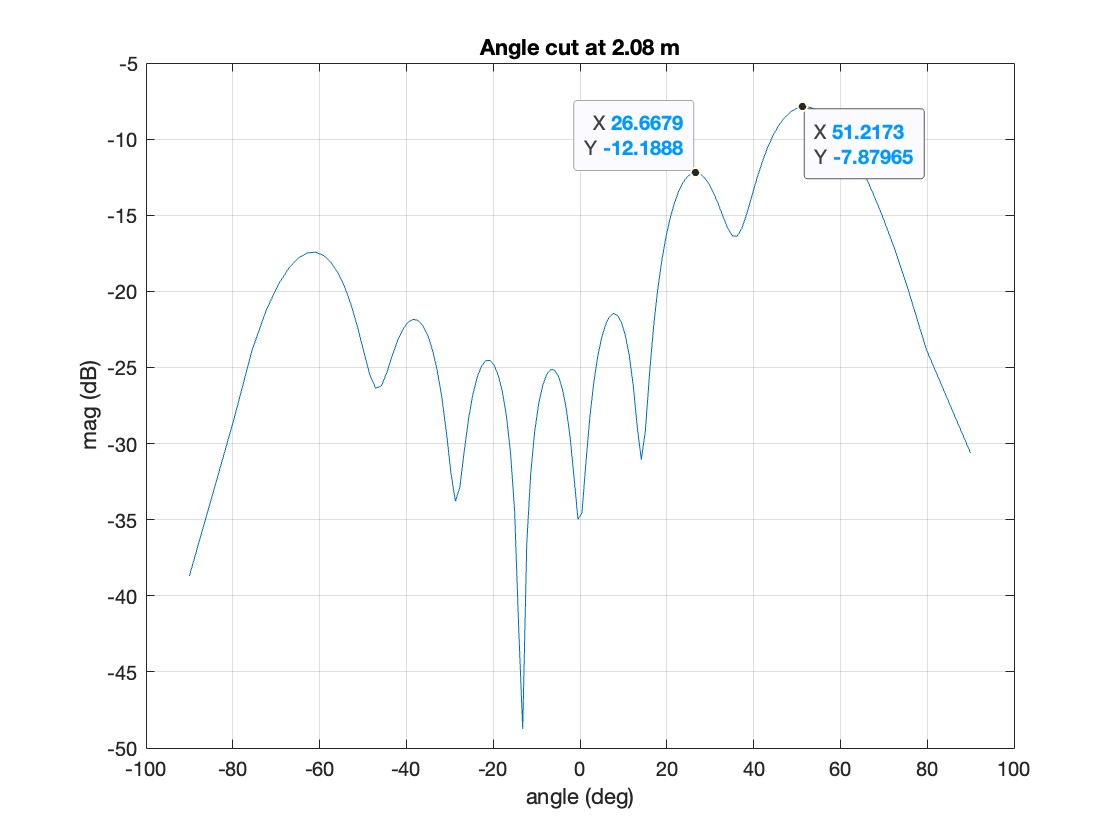 Angle cut at 2.08 m
-5
-10
-15
-20
-25
-30
-35
-40
-45
-50
mag (dB)
X 26.6679
Y -12.1888
X 51.2173
Y -7.87965
-100 -80 -60 -40 -20 0 20 40 60 80 100
angle (deg)